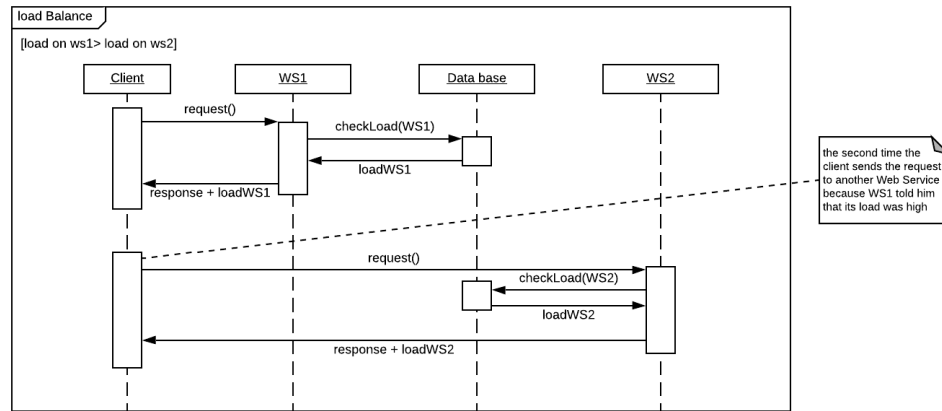 load Balance
[load on ws1> load on ws2]
Client
WS1
Data base
WS2
request()
checkLoad(WS1)
loadWS1
response + loadWS1
the second time the
client sends the request
to another Web Service
because WS1 told him
that its load was high
request()
checkLoad(WS2)
loadWS2
response + loadWS2